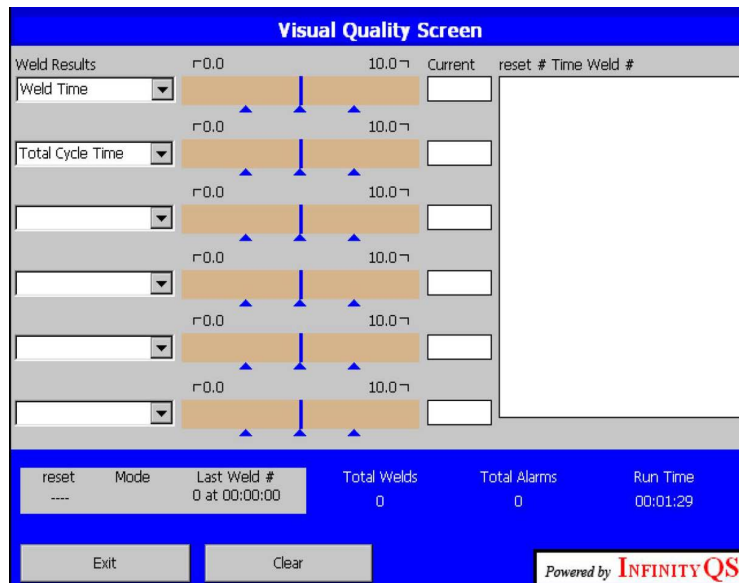 Visual Quality Screen
Weld Results 0.0 10.0 Current reset # Time Weld #
Weld Time
0.0 10.0
Total Cycle Time
0.0 10.0
0.0 10.0
0.0 10.0
0.0 10.0
reset Mode Last Weld # Total Welds Total Alarms Run Time
---- 0 at 00:00:00 0 0 00:01:29
Exit Clear
Powered by INFINITY QS